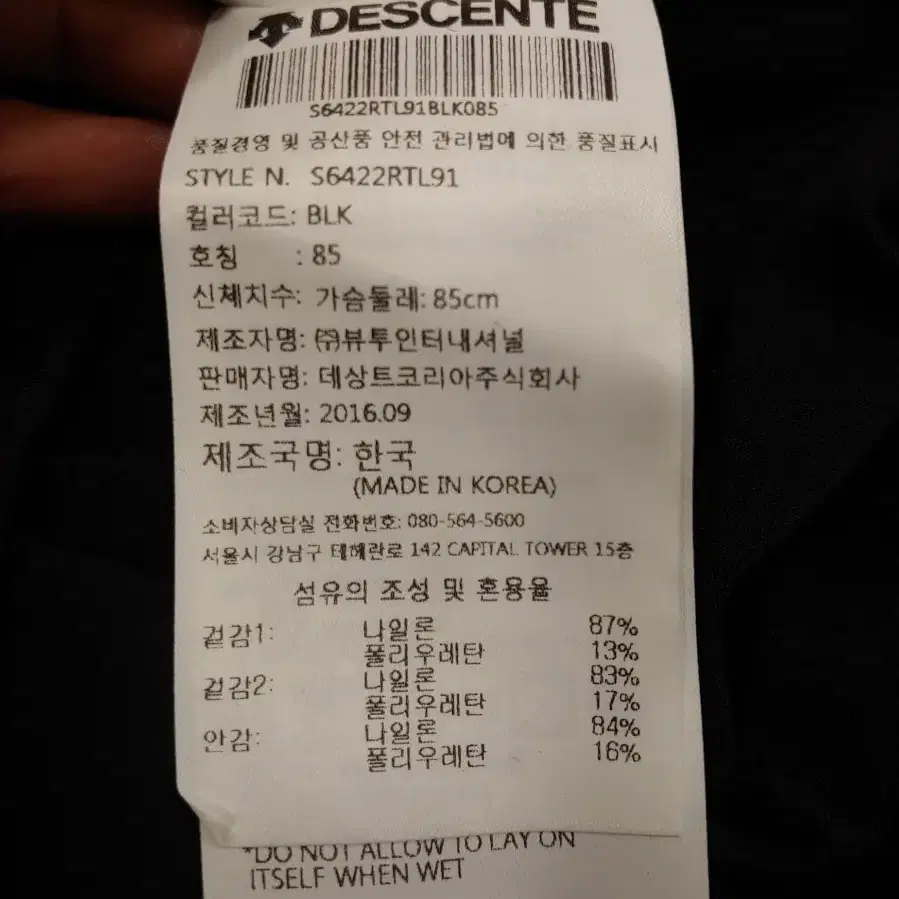 DESCENTE
S6422RTL91BLK085
품질경영 및 공산품 안전 관리법에 의한 품질표시
STYLE N. S6422RTL91
컬러코드: BLK
호칭 : 85
신체치수: 가슴둘레: 85cm
제조자명: ㈜뷰투인터내셔널
판매자명: 데상트코리아주식회사
제조년월: 2016.09
제조국명: 한국
(MADE IN KOREA)
소비자상담실 전화번호: 080-564-5600
서울시 강남구 테헤란로 142 CAPITAL TOWER 15층
섬유의 조성 및 혼용율
겉감1: 나일론 87%
폴리우레탄 13%
겉감2: 나일론 83%
폴리우레탄 17%
안감: 나일론 84%
폴리우레탄 16%
*DO NOT ALLOW TO LAY ON
ITSELF WHEN WET